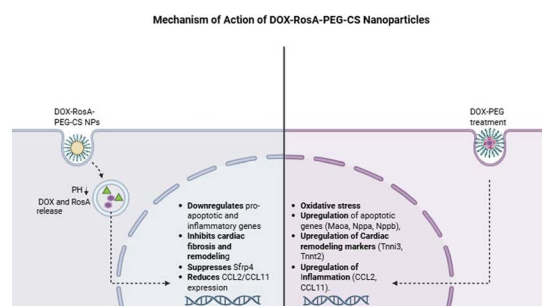 Mechanism of Action of DOX-RosA-PEG-CS Nanoparticles
DOX-RosA-
PEG-CS NPs
PH
DOX and RosA
release
• Downregulates pro-
apoptotic and
inflammatory genes
• Inhibits cardiac
fibrosis and
remodeling
• Suppresses Sfrp4
• Reduces CCL2/CCL11
expression
DOX-PEG
treatment
• Oxidative stress
• Upregulation of apoptotic
genes (Maoa, Nppa, Nppb),
• Upregulation of Cardiac
remodeling markers (Tnni3,
Tnnt2)
• Upregulation of
Inflammation (CCL2,
CCL11).